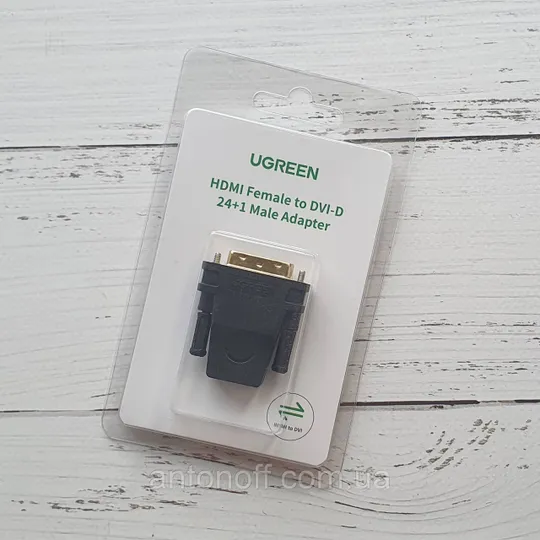 UGREEN
HDMI Female to DVI-D
24+1 Male Adapter
HDMI to DVI
antonoff.com.ua